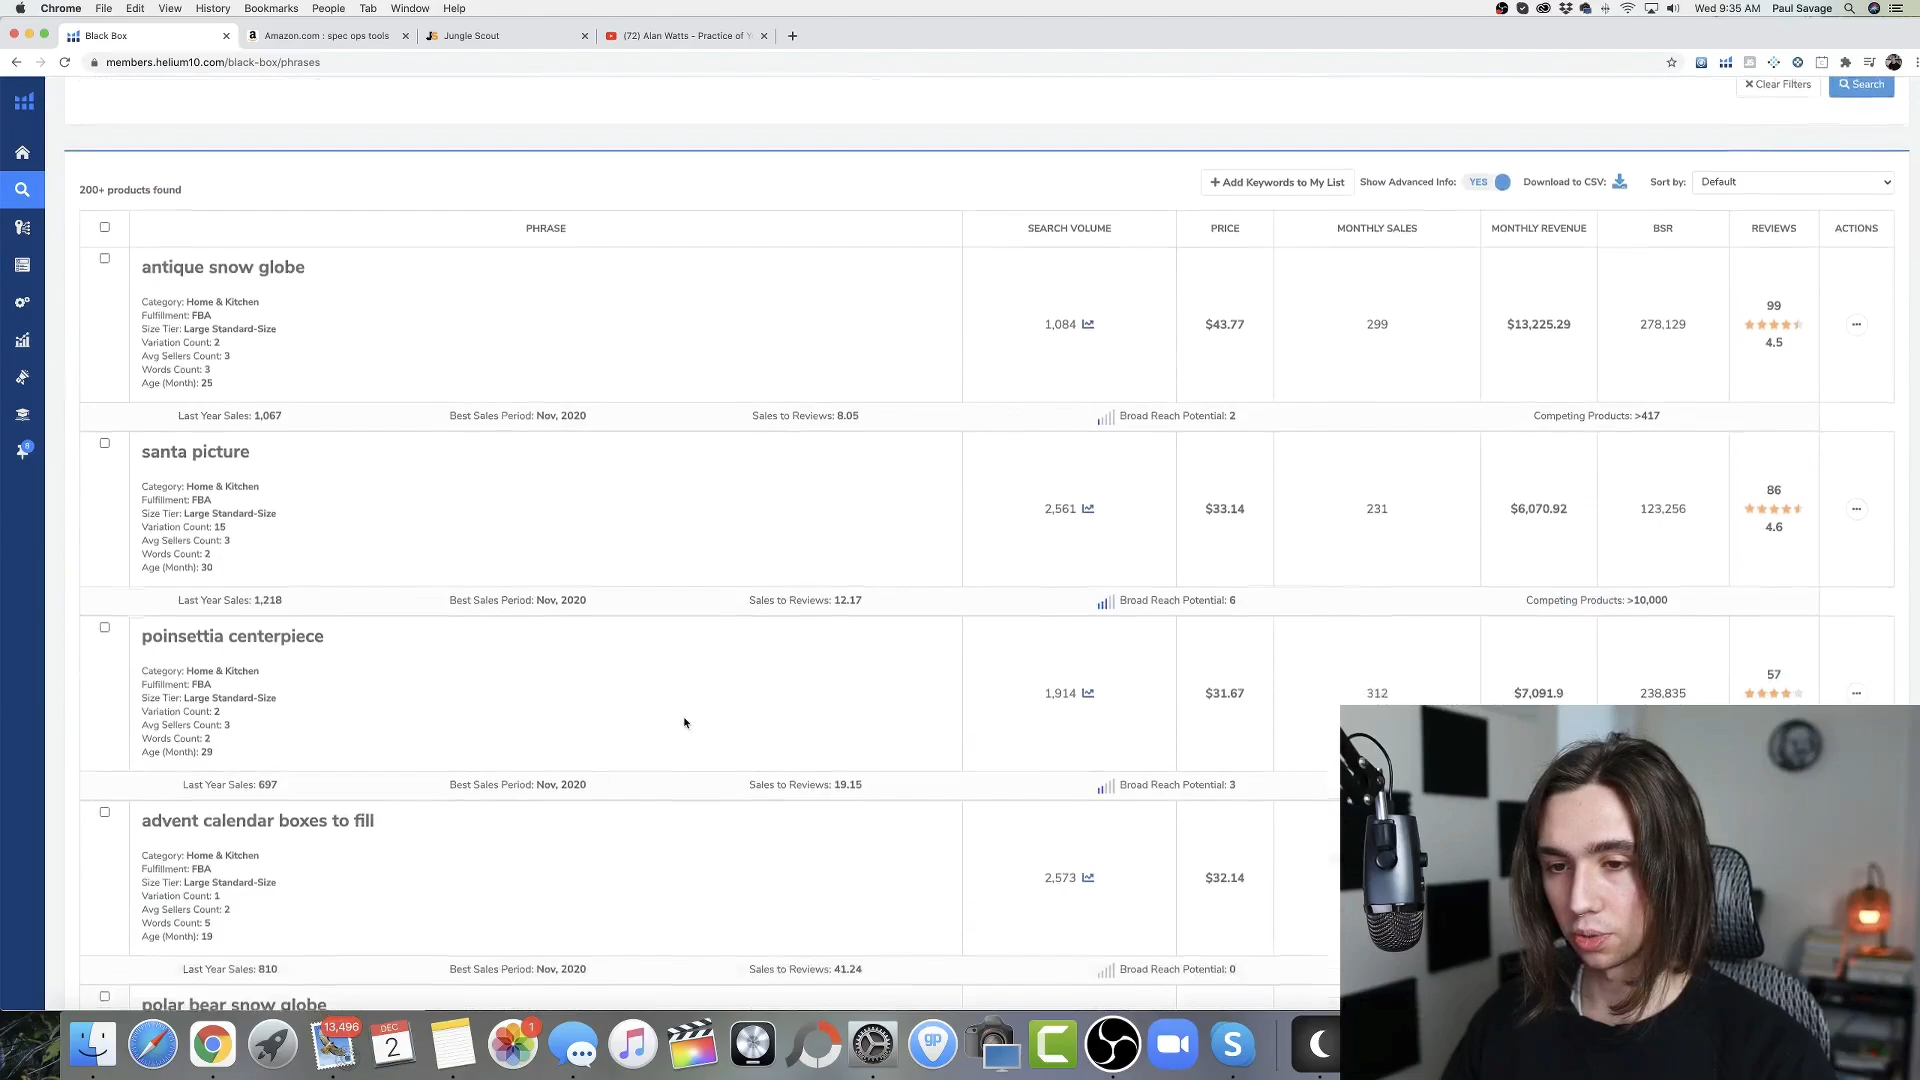 Chrome File Edit View History Bookmarks People Tab Window Help Wed 9:35 AM Paul Savage
Black Box
Amazon.com : spec ops tools
Jungle Scout
(72) Alan Watts - Practice of
members.helium10.com/black-box/phrases
Clear Filters
Search
200+ products found
+ Add Keywords to My List Show Advanced Info: YES Download to CSV: Sort by: Default
PHRASE SEARCH VOLUME PRICE MONTHLY SALES MONTHLY REVENUE BSR REVIEWS ACTIONS
antique snow globe
Category: Home & Kitchen
Fulfillment: FBA
Size Tier: Large Standard-Size
Variation Count: 2
Avg Sellers Count: 3
Words Count: 3
Age (Month): 25
1,084 $43.77 299 $13,225.29 278,129
99
4.5
Last Year Sales: 1,067 Best Sales Period: Nov, 2020 Sales to Reviews: 8.05 Broad Reach Potential: 2 Competing Products: >417
santa picture
Category: Home & Kitchen
Fulfillment: FBA
Size Tier: Large Standard-Size
Variation Count: 15
Avg Sellers Count: 3
Words Count: 2
Age (Month): 30
2,561 $33.14 231 $6,070.92 123,256
86
4.6
Last Year Sales: 1,218 Best Sales Period: Nov, 2020 Sales to Reviews: 12.17 Broad Reach Potential: 6 Competing Products: >10,000
poinsettia centerpiece
Category: Home & Kitchen
Fulfillment: FBA
Size Tier: Large Standard-Size
Variation Count: 2
Avg Sellers Count: 3
Words Count: 2
Age (Month): 29
1,914 $31.67 312 $7,091.9 238,835
57
Last Year Sales: 697 Best Sales Period: Nov, 2020 Sales to Reviews: 19.15 Broad Reach Potential: 3
advent calendar boxes to fill
Category: Home & Kitchen
Fulfillment: FBA
Size Tier: Large Standard-Size
Variation Count: 1
Avg Sellers Count: 2
Words Count: 5
Age (Month): 19
2,573 $32.14
Last Year Sales: 810 Best Sales Period: Nov, 2020 Sales to Reviews: 41.24 Broad Reach Potential: 0
polar bear snow globe
8
13,496
DEC
2
1
gp